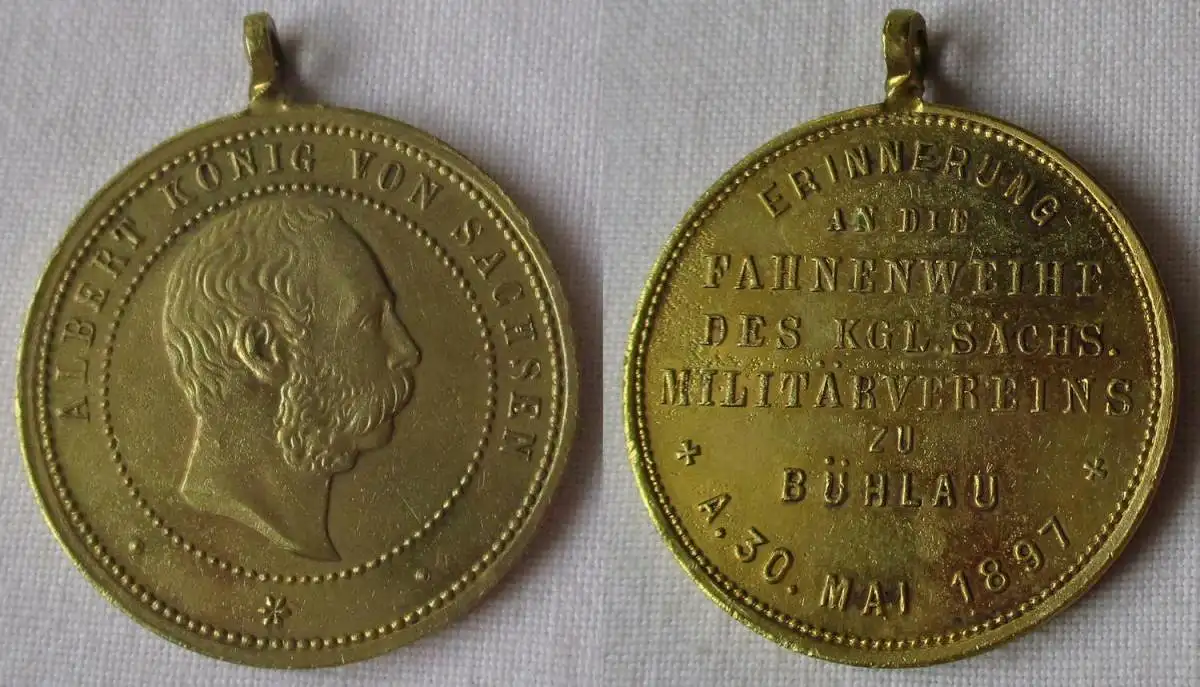 ALBERT KÖNIG VON SACHSEN
ERINNERUNG
AN DIE
FAHNENWEIHE
DES KGL. SÄCHS.
MILITÄRVEREINS
ZU
BÜHLAU
* A. 30. MAI 1897 *